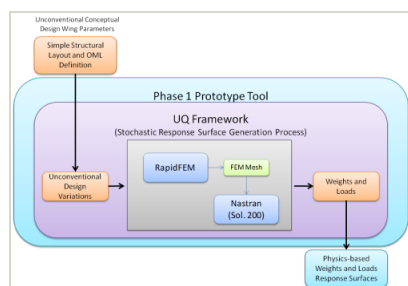 Unconventional Conceptual
Design Wing Parameters
Simple Structural
Layout and OML
Definition
Phase 1 Prototype Tool
UQ Framework
(Stochastic Response Surface Generation Process)
RapidFEM
FEM Mesh
Unconventional
Design
Variations
Nastran
(Sol. 200)
Weights and
Loads
Physics-based
Weights and Loads
Response Surfaces